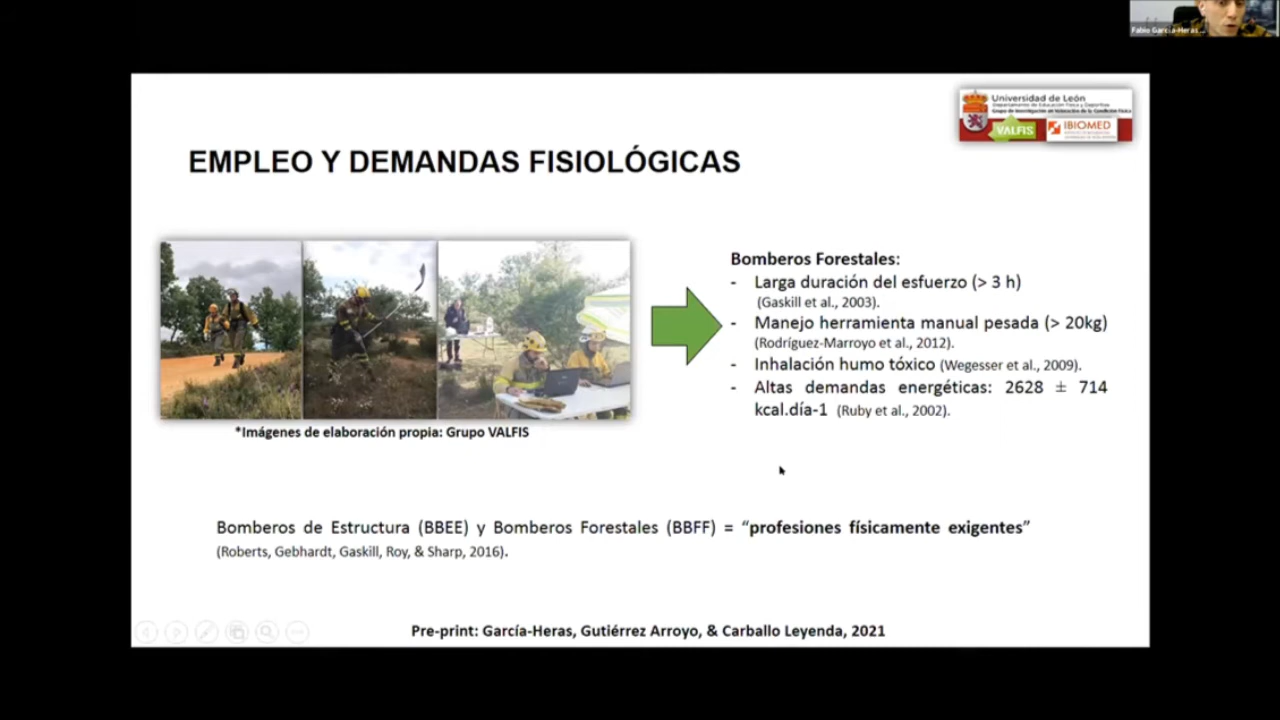 Fabio García-Heras...
Universidad de León
Departamento de Educación Física y Deportiva
Grupo de Investigación en Valoración de la Condición Física
VALFIS
IBIOMED
EMPLEO Y DEMANDAS FISIOLÓGICAS
Bomberos Forestales:
- Larga duración del esfuerzo (> 3 h)
(Gaskill et al., 2003).
- Manejo herramienta manual pesada (> 20kg)
(Rodríguez-Marroyo et al., 2012).
- Inhalación humo tóxico (Wegesser et al., 2009).
- Altas demandas energéticas: 2628 ± 714
kcal.día-1 (Ruby et al., 2002).
*Imágenes de elaboración propia: Grupo VALFIS
Bomberos de Estructura (BBEE) y Bomberos Forestales (BBFF) = “profesiones físicamente exigentes”
(Roberts, Gebhardt, Gaskill, Roy, & Sharp, 2016).
Pre-print: García-Heras, Gutiérrez Arroyo, & Carballo Leyenda, 2021